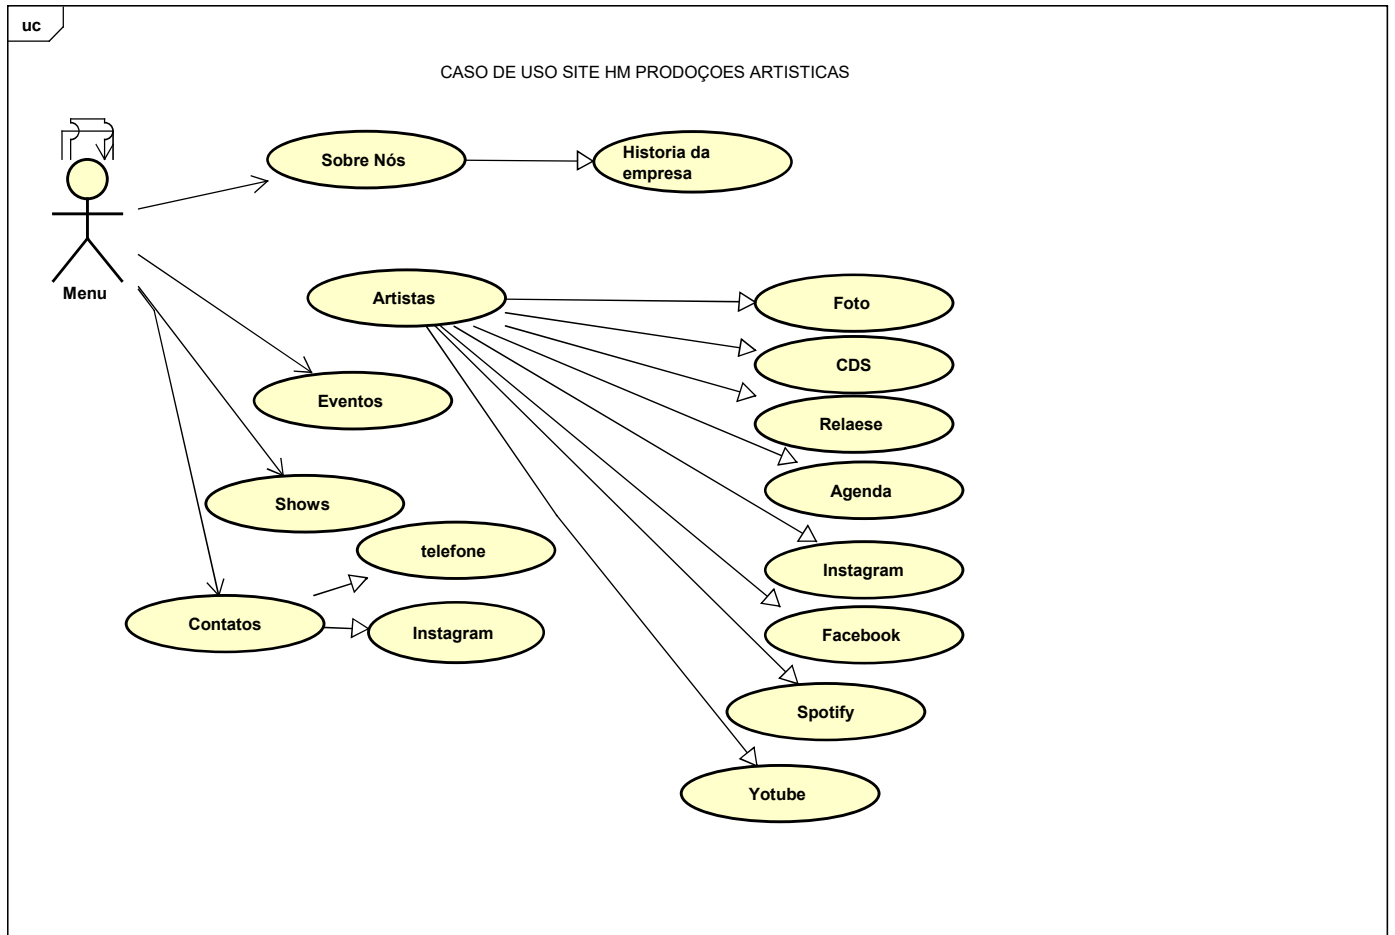 uc
CASO DE USO SITE HM PRODOÇOES ARTISTICAS
Sobre Nós
Historia da
empresa
Menu
Artistas
Foto
CDS
Eventos
Relaese
Agenda
Shows
telefone
Instagram
Contatos
Instagram
Facebook
Spotify
Yotube